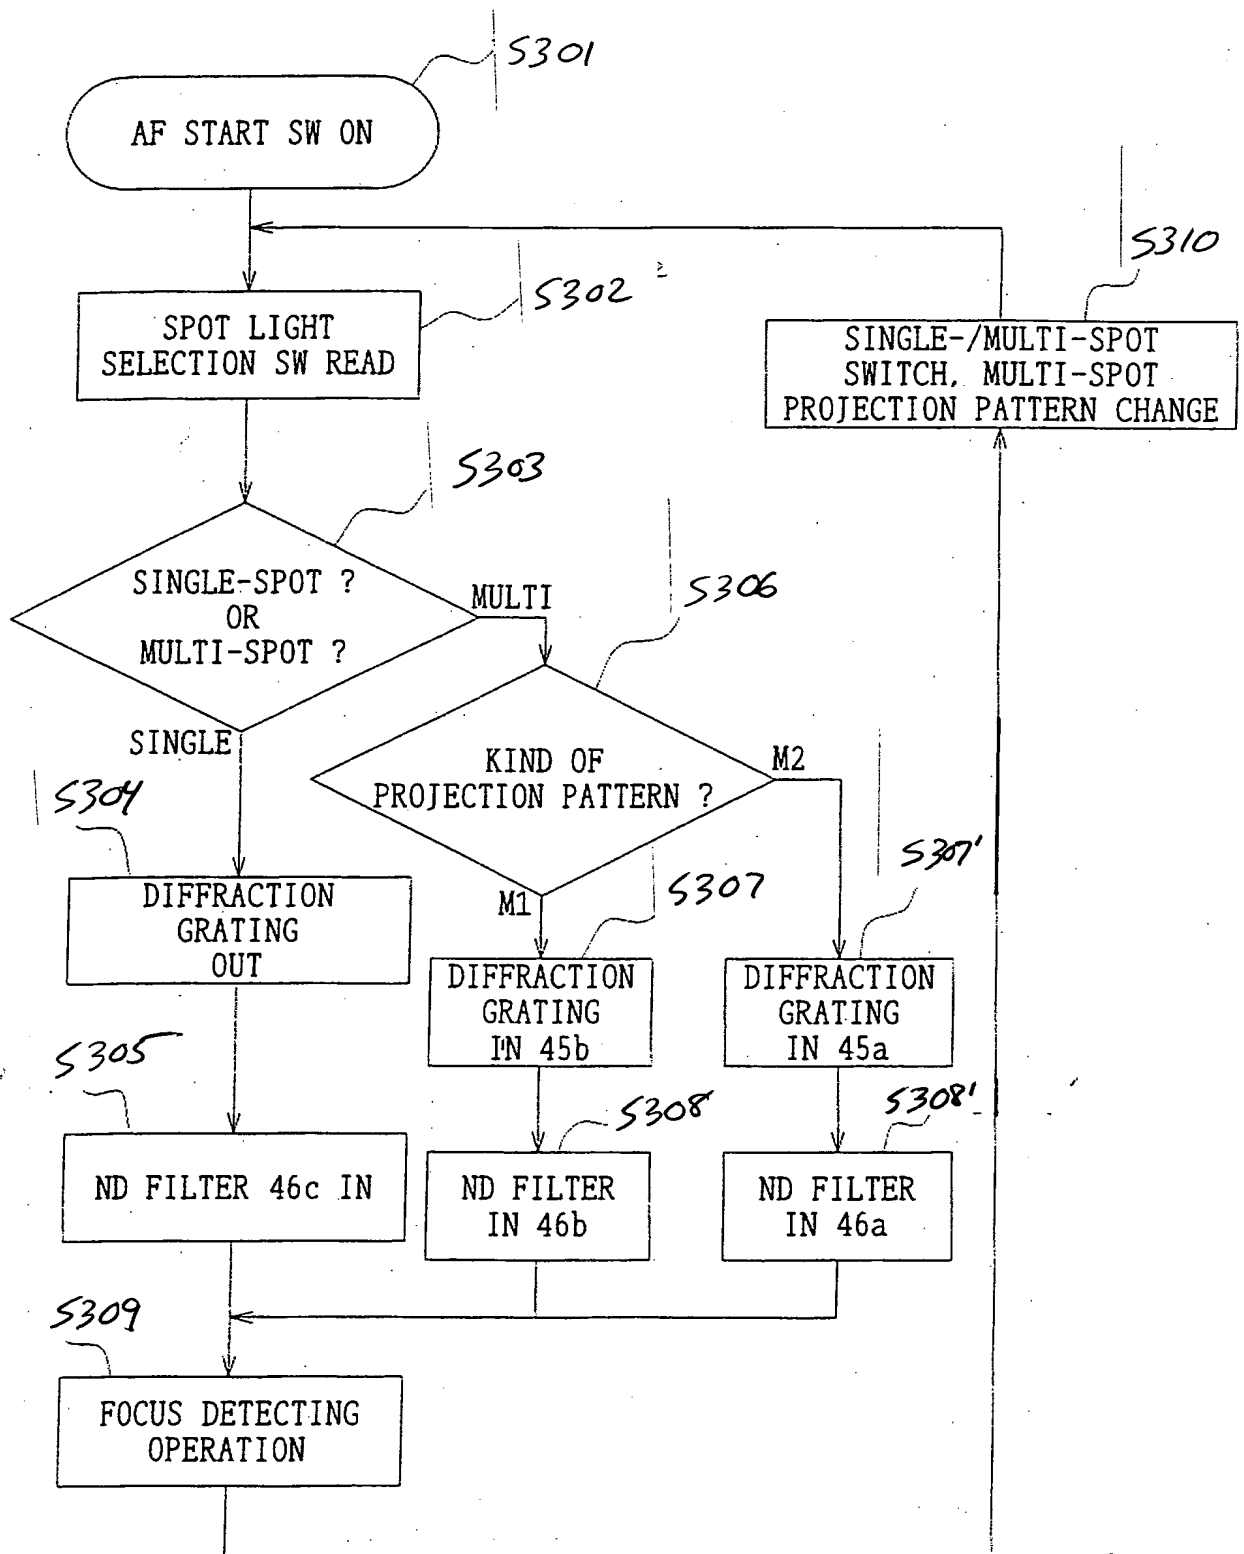 S301
AF START SW ON
S310
S302
SPOT LIGHT
SELECTION SW READ
SINGLE-/MULTI-SPOT
SWITCH, MULTI-SPOT
PROJECTION PATTERN CHANGE
S303
SINGLE-SPOT ?
OR
MULTI-SPOT ?
MULTI
S306
SINGLE
KIND OF
PROJECTION PATTERN ?
M2
S304
S307'
S307
M1
DIFFRACTION
GRATING
OUT
DIFFRACTION
GRATING
IN 45b
DIFFRACTION
GRATING
IN 45a
S305
S308
S308'
ND FILTER 46c IN
ND FILTER
IN 46b
ND FILTER
IN 46a
S309
FOCUS DETECTING
OPERATION